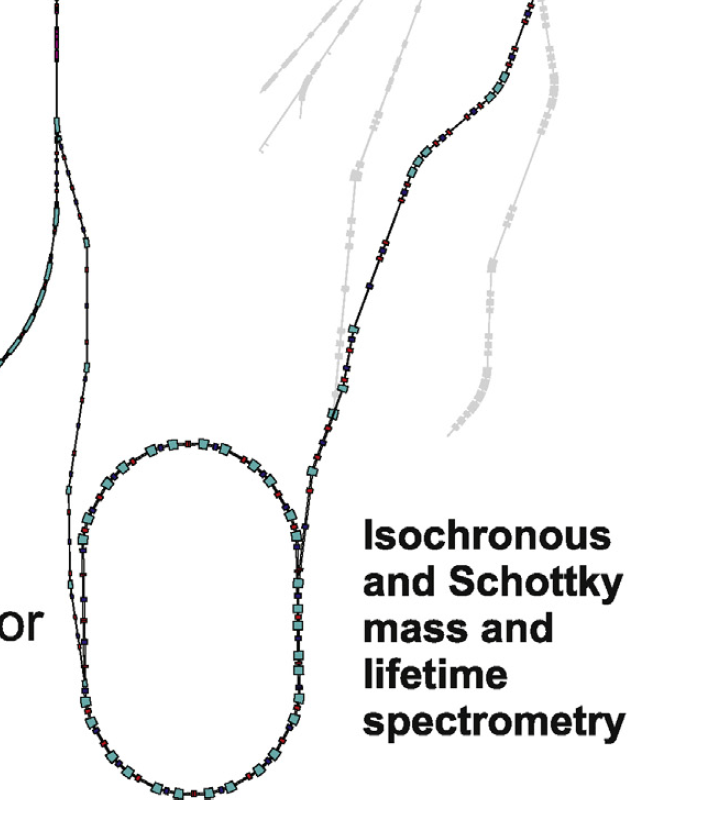 or
Isochronous
and Schottky
mass and
lifetime
spectrometry